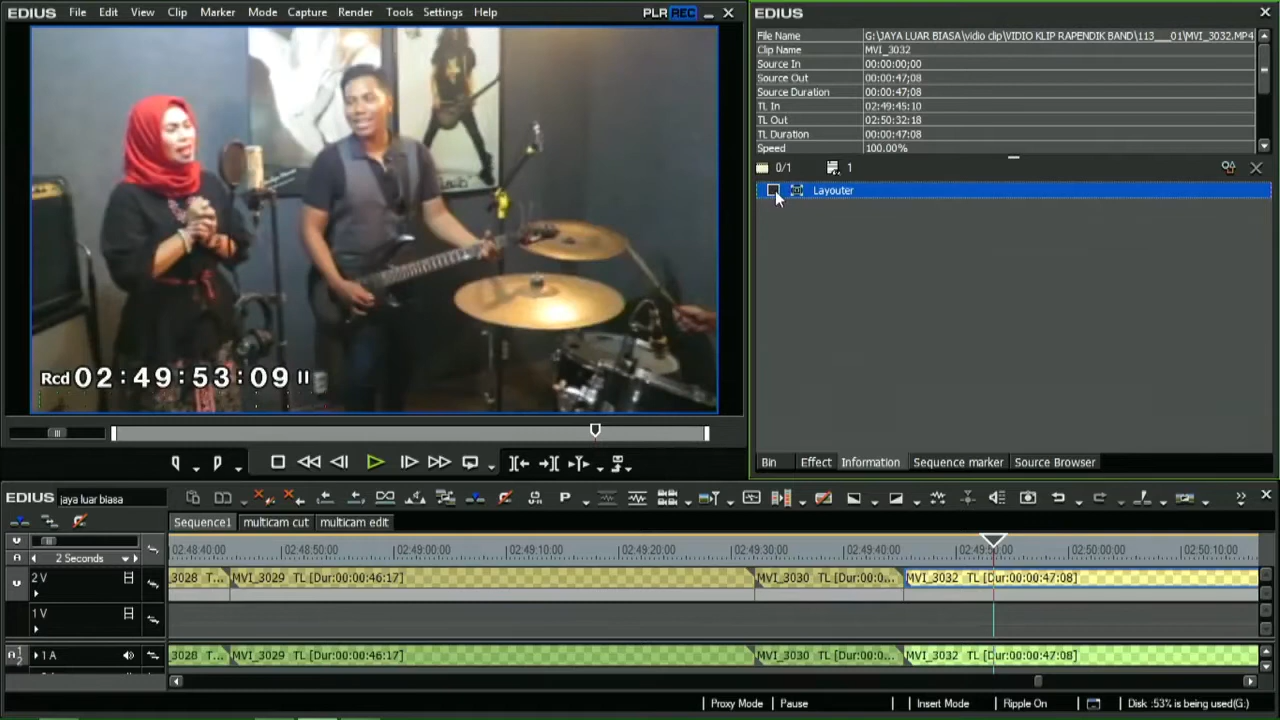 EDIUS File Edit View Clip Marker Mode Capture Render Tools Settings Help PLR REC
Rcd 02:49:53:09
EDIUS
File Name G:\JAYA LUAR BIASA\vidio clip\VIDIO KLIP RAPENDIK BAND\113___01\MVI_3032.MP4
Clip Name MVI_3032
Source In 00:00:00;00
Source Out 00:00:47;08
Source Duration 00:00:47;08
TL In 02:49:45:10
TL Out 02:50:32:18
TL Duration 00:00:47:08
Speed 100.00%
0/1 1
Layouter
Bin Effect Information Sequence marker Source Browser
EDIUS jaya luar biasa P
Sequence1 multicam cut multicam edit
2 Seconds 02:48:40:00 02:48:50:00 02:49:00:00 02:49:10:00 02:49:20:00 02:49:30:00 02:49:40:00 02:50:00:00 02:50:10:00
2 V _3028 T... MVI_3029 TL [Dur:00:00:46:17] MVI_3030 TL [Dur:00:0... MVI_3032 TL [Dur:00:00:47:08]
1 V
1 2 1 A _3028 T... MVI_3029 TL [Dur:00:00:46:17] MVI_3030 TL [Dur:00:0... MVI_3032 TL [Dur:00:00:47:08]
Proxy Mode Pause Insert Mode Ripple On Disk :53% is being used(G:)